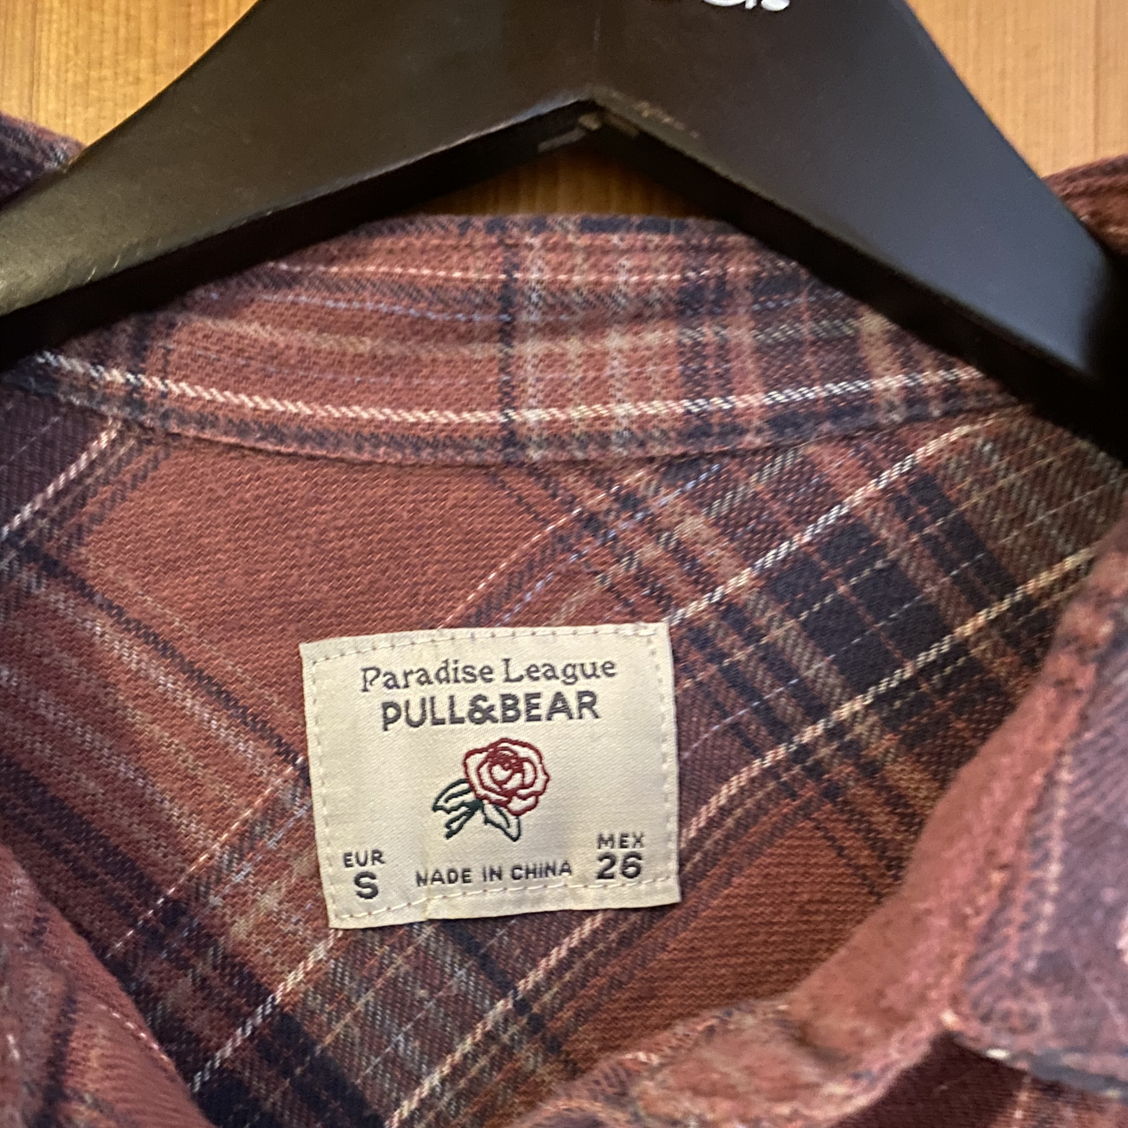 Paradise League
PULL&BEAR
EUR
S
MADE IN CHINA
MEX
26